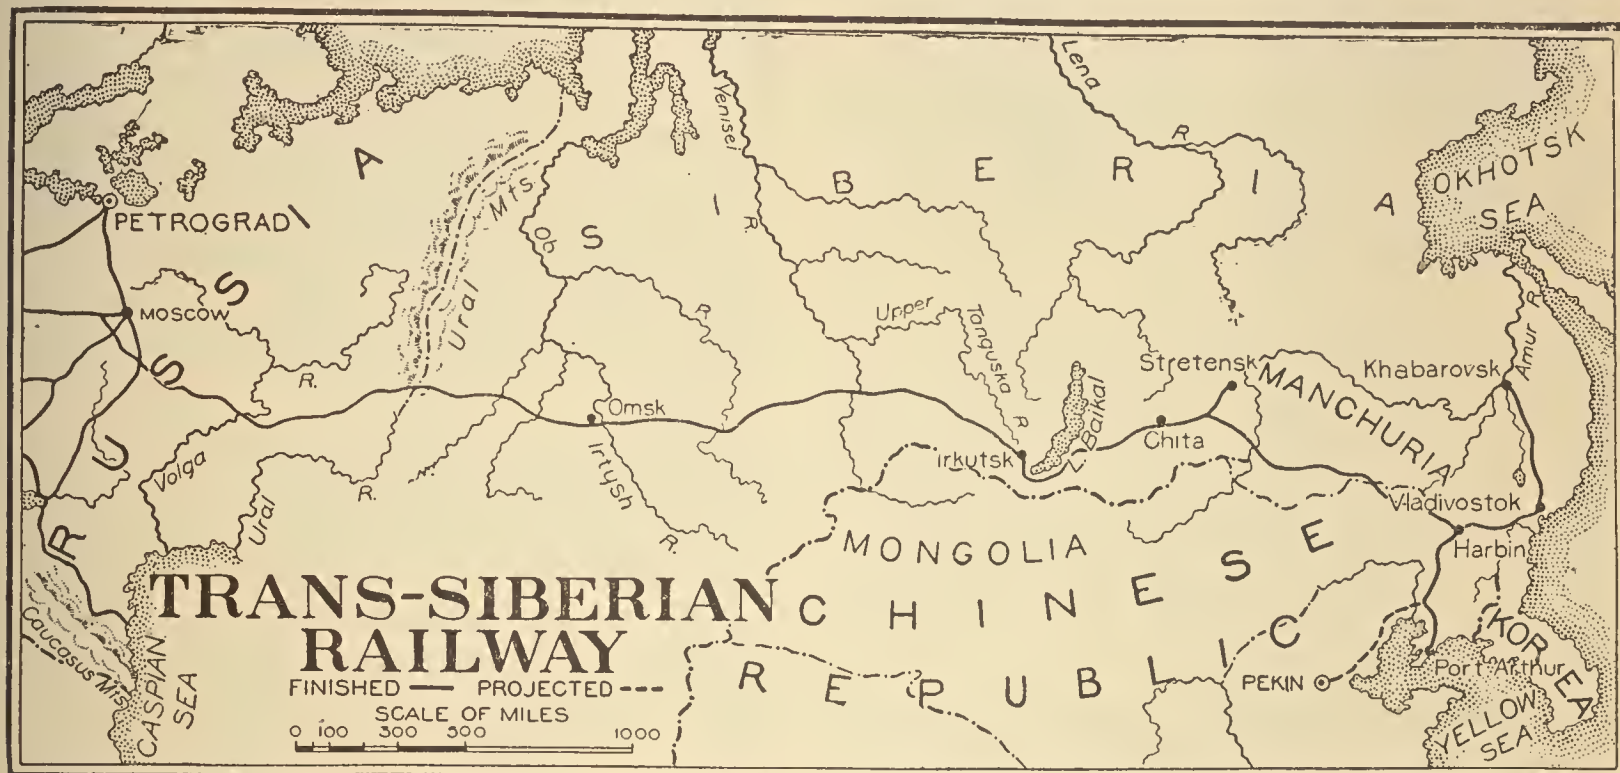 Lena
Yenisei
R.
R
OKHOTSK
SEA
SIBERIA
RUSSIA
Ural Mts.
PETROGRAD
MOSCOW
Ob
R.
Upper
Tanguska R
Stretensk
MANCHURIA
Khabarovsk
Amur R
R.
Omsk
Irtysh
R.
Irkutsk
Baikal
Chita
Volga
Ural
R.
Vladivostok
Harbin
MONGOLIA
CHINESE
REPUBLIC
TRANS-SIBERIAN
RAILWAY
FINISHED PROJECTED
SCALE OF MILES
0 100 300 500 1000
Caucasus Mts
CASPIAN
SEA
PEKIN
Port Arthur
KOREA
YELLOW
SEA